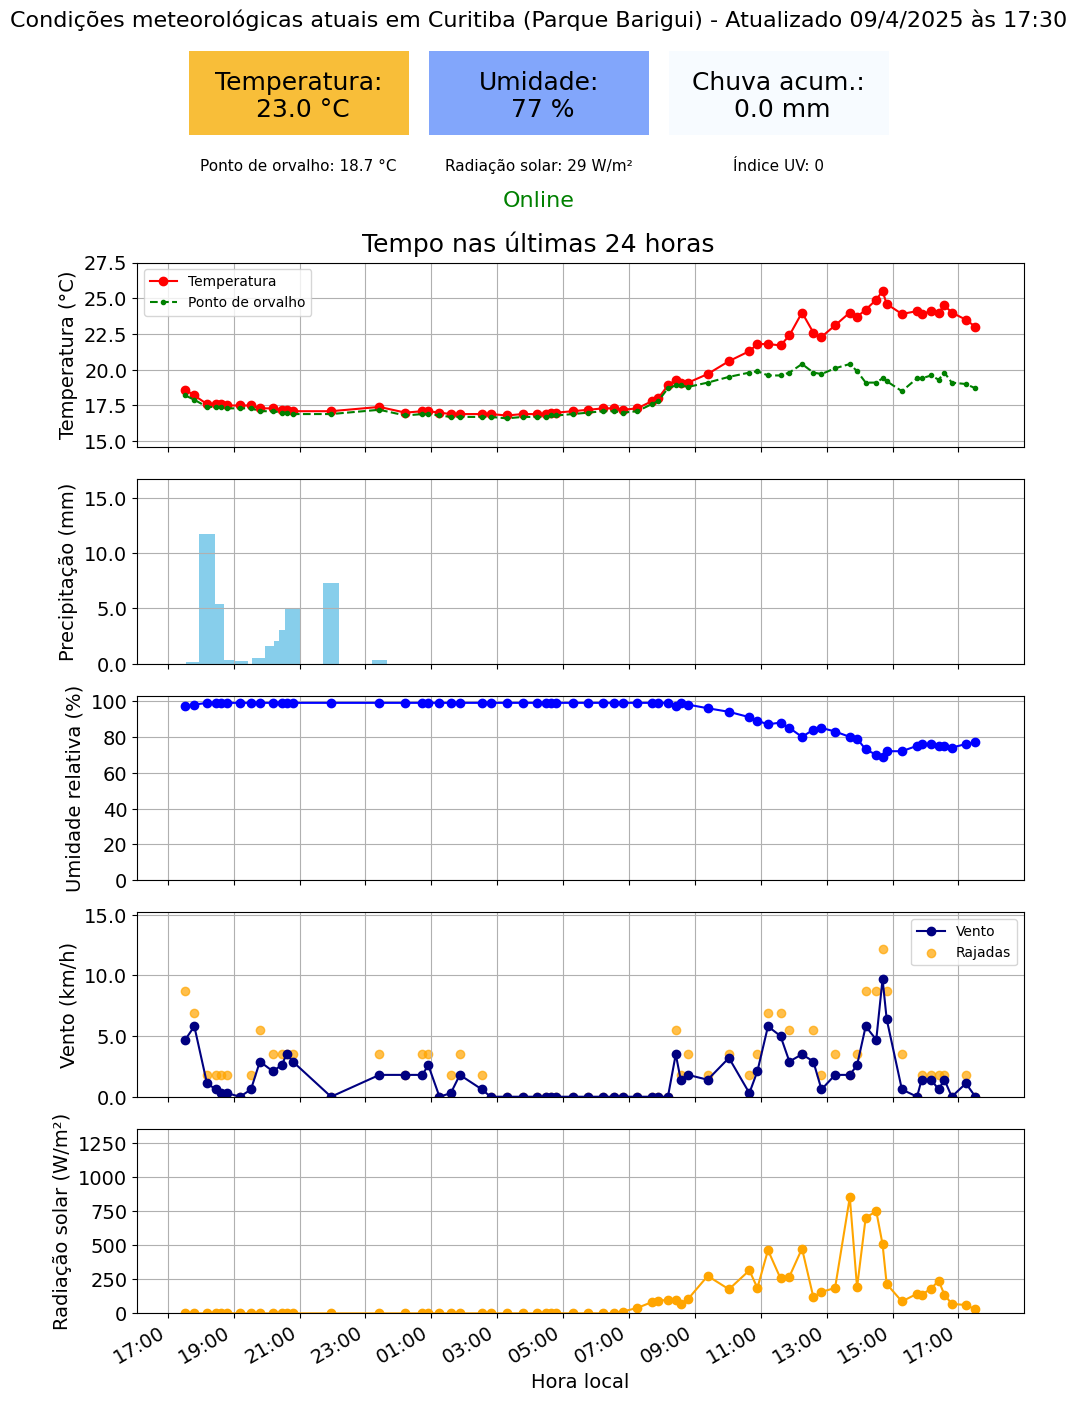 Condições meteorológicas atuais em Curitiba (Parque Barigui) - Atualizado 09/4/2025 às 17:30
Temperatura:
23.0 °C
Umidade:
77 %
Chuva acum.:
0.0 mm
Ponto de orvalho: 18.7 °C
Radiação solar: 29 W/m²
Índice UV: 0
Online
Tempo nas últimas 24 horas
Temperatura (°C)
27.5
25.0
22.5
20.0
17.5
15.0
Temperatura
Ponto de orvalho
Precipitação (mm)
15.0
10.0
5.0
0.0
Umidade relativa (%)
100
80
60
40
20
0
Vento (km/h)
15.0
10.0
5.0
0.0
Vento
Rajadas
Radiação solar (W/m²)
1250
1000
750
500
250
0
17:00
19:00
21:00
23:00
01:00
03:00
05:00
07:00
09:00
11:00
13:00
15:00
17:00
Hora local